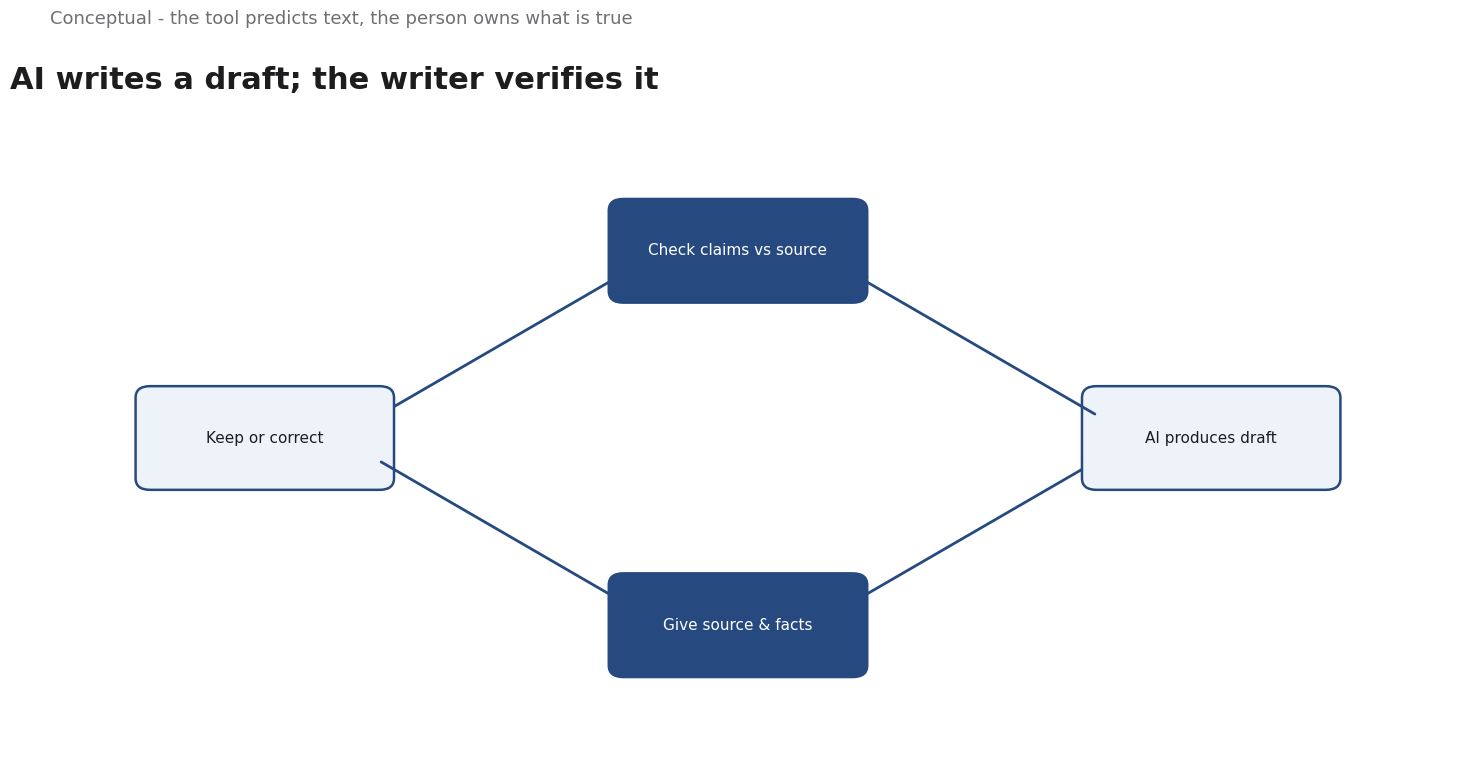 Conceptual - the tool predicts text, the person owns what is true
AI writes a draft; the writer verifies it
Check claims vs source
Keep or correct
AI produces draft
Give source & facts